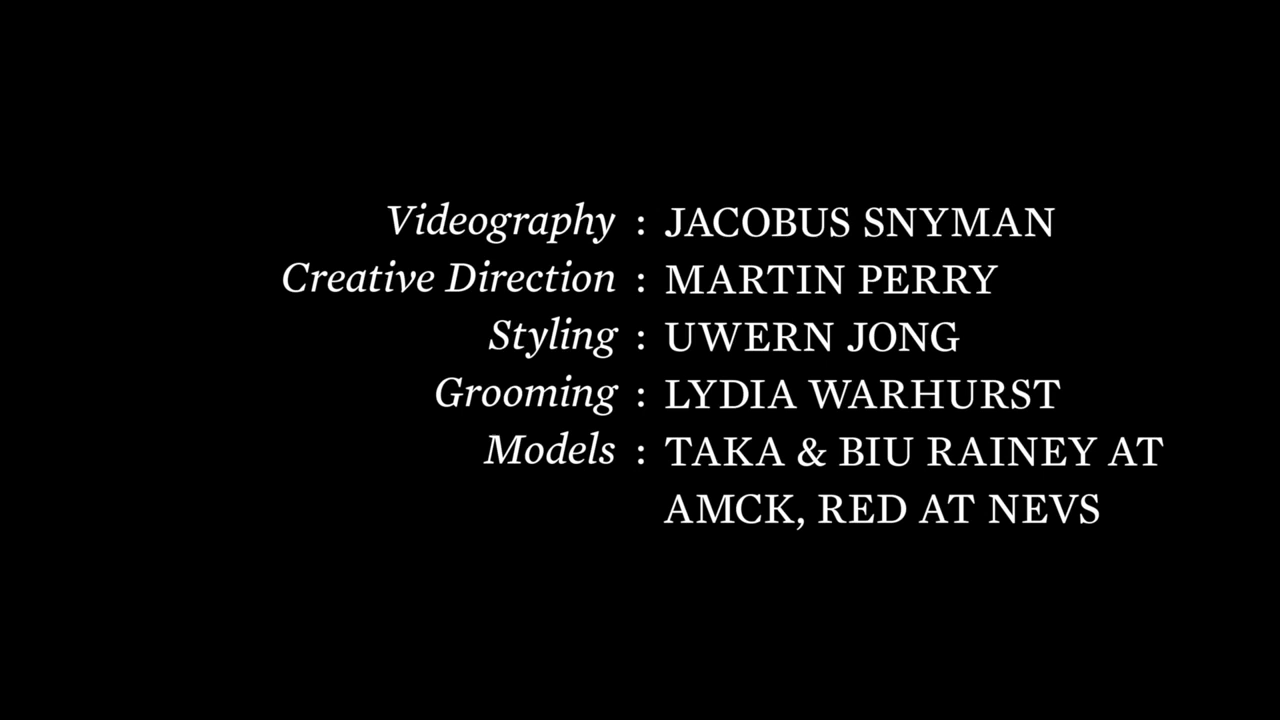 Videography : JACOBUS SNYMAN
Creative Direction : MARTIN PERRY
Styling : UWERN JONG
Grooming : LYDIA WARHURST
Models : TAKA & BIU RAINEY AT
AMCK, RED AT NEVS